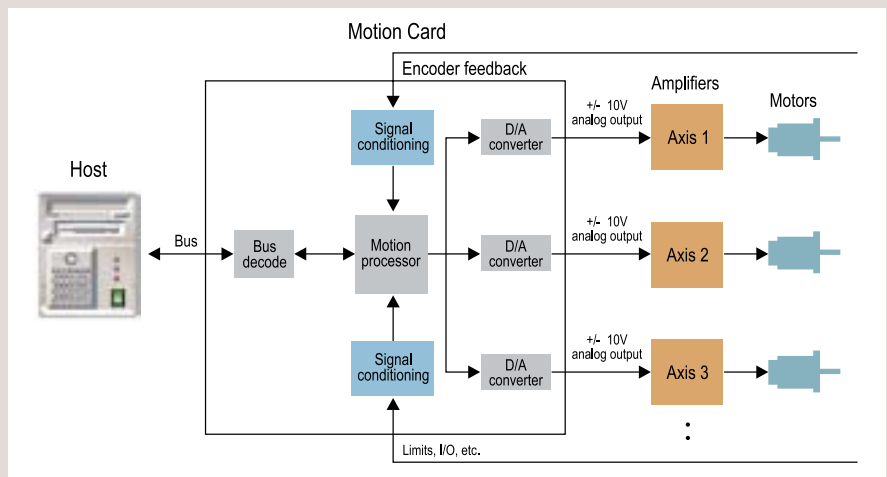 Motion Card
Encoder feedback
Amplifiers
Motors
Host
Bus
Bus
decode
Signal
conditioning
Motion
processor
Signal
conditioning
D/A
converter
+/- 10V
analog output
Axis 1
D/A
converter
+/- 10V
analog output
Axis 2
D/A
converter
+/- 10V
analog output
Axis 3
Limits, I/O, etc.